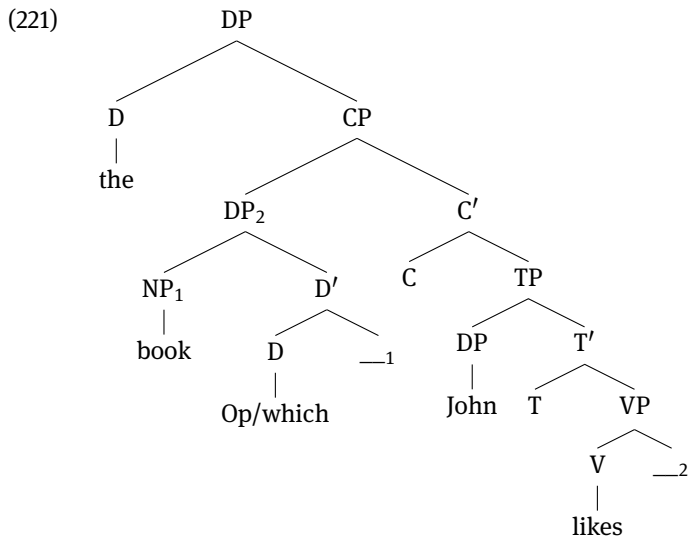 (221) DP
D CP
the
DP₂ C′
NP₁ D′ C TP
book D __₁ DP T′
Op/which John T VP
V __₂
likes